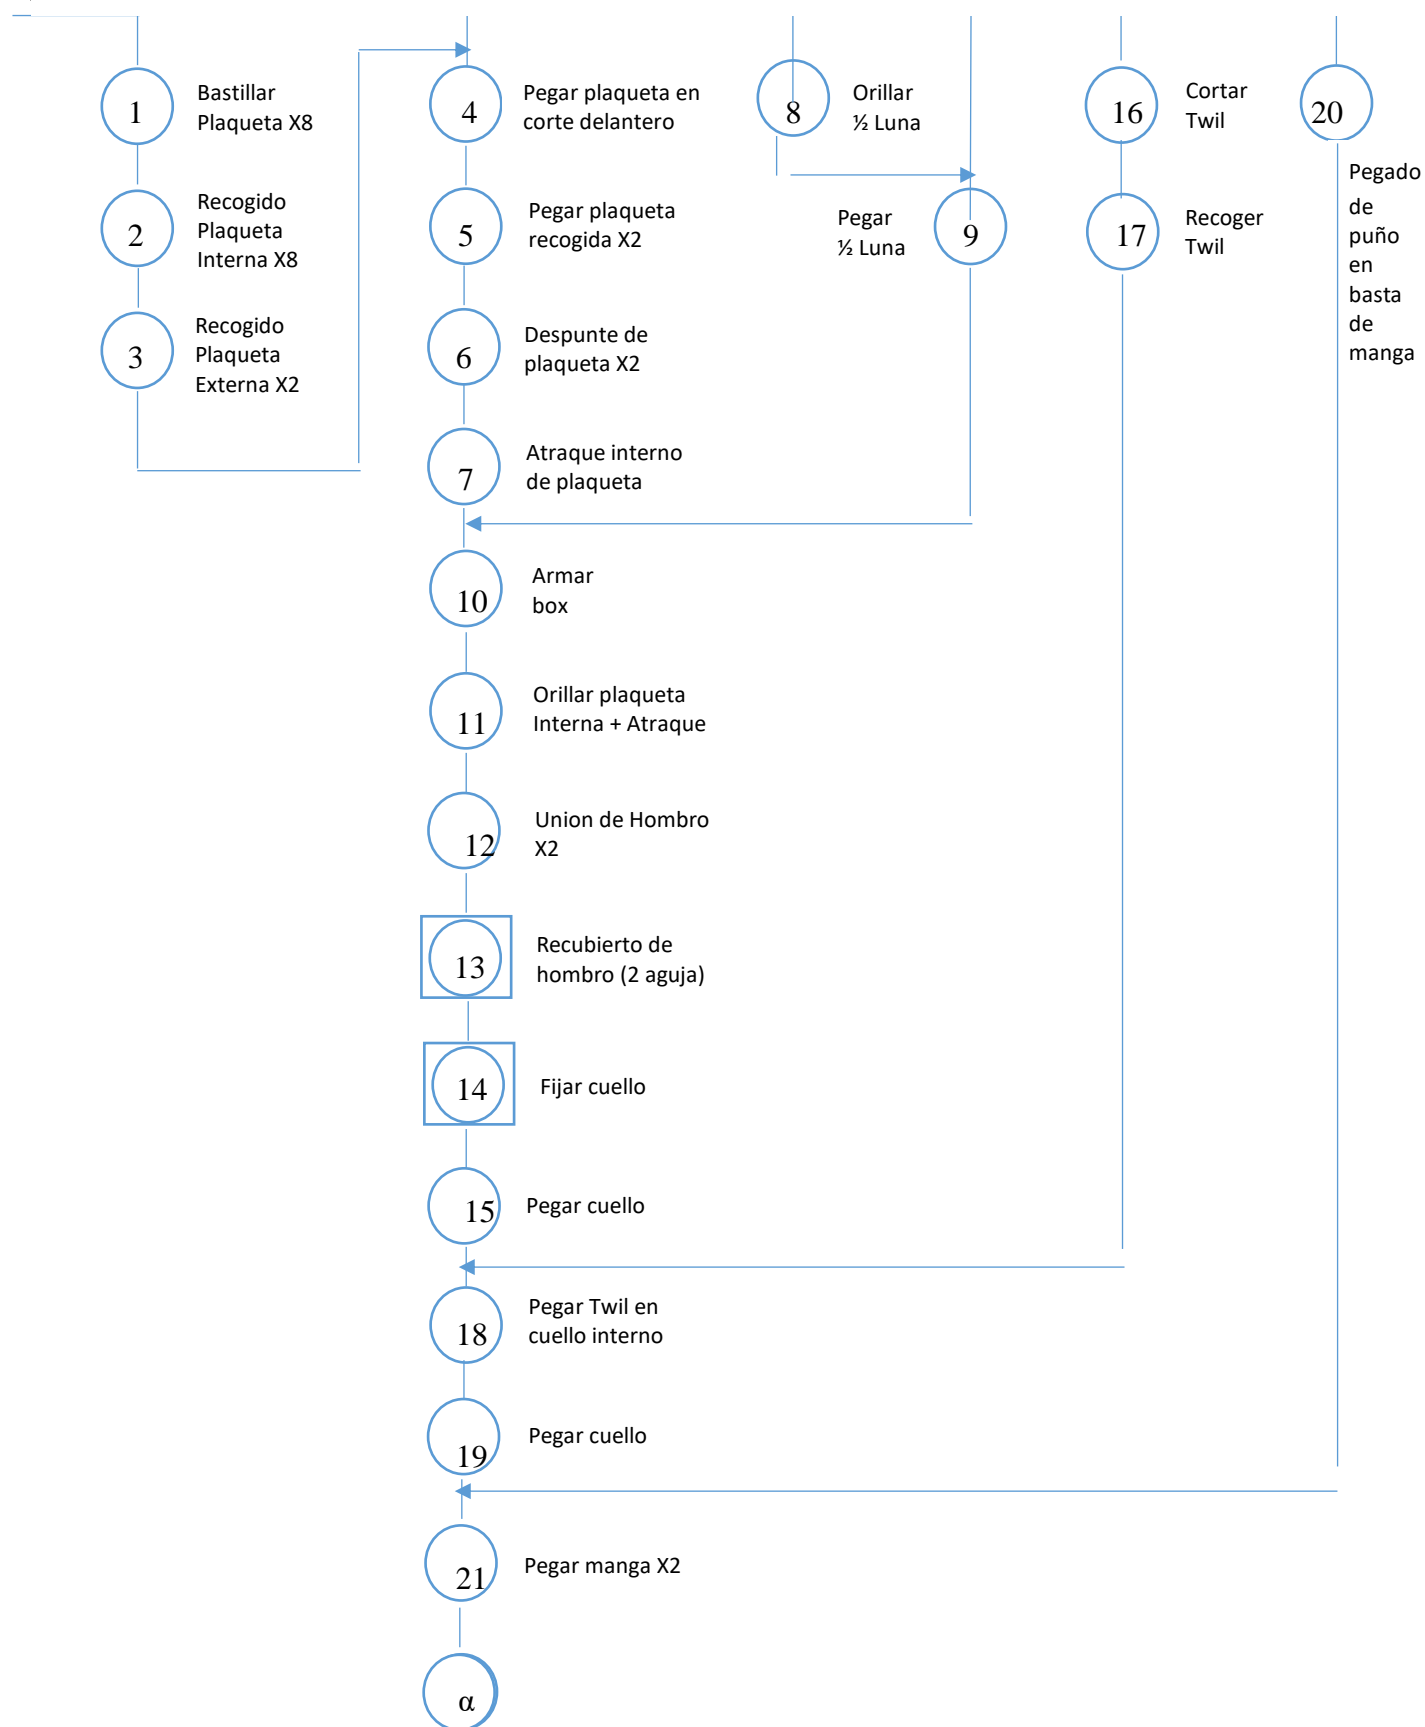 1
Bastillar
Plaqueta X8
2
Recogido
Plaqueta
Interna X8
3
Recogido
Plaqueta
Externa X2
4
Pegar plaqueta en
corte delantero
5
Pegar plaqueta
recogida X2
6
Despunte de
plaqueta X2
7
Atraque interno
de plaqueta
8
Orillar
½ Luna
Pegar
½ Luna
9
10
Armar
box
11
Orillar plaqueta
Interna + Atraque
12
Union de Hombro
X2
13
Recubierto de
hombro (2 aguja)
14
Fijar cuello
15
Pegar cuello
16
Cortar
Twil
17
Recoger
Twil
18
Pegar Twil en
cuello interno
19
Pegar cuello
20
Pegado
de
puño
en
basta
de
manga
21
Pegar manga X2
α